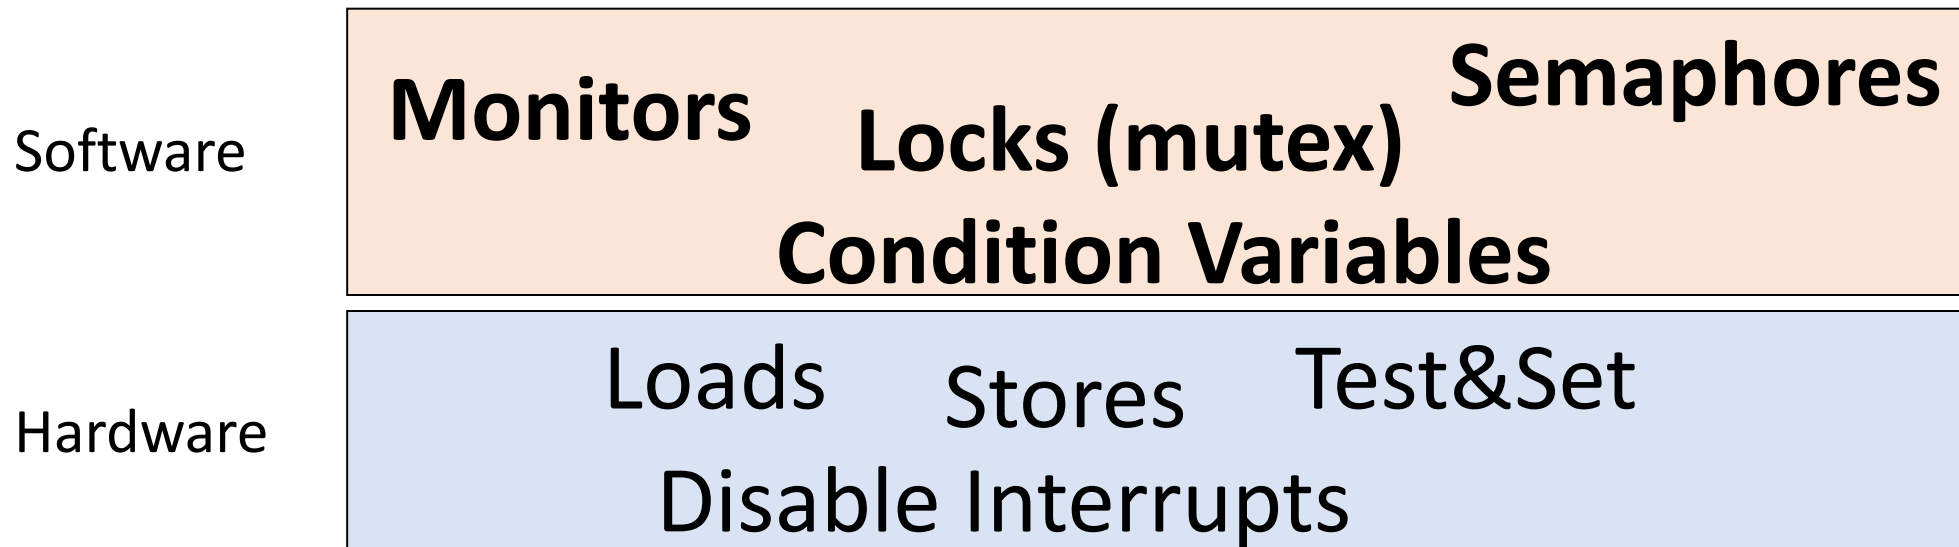 Software
Monitors
Locks (mutex)
Semaphores
Condition Variables
Hardware
Loads
Stores
Test&Set
Disable Interrupts